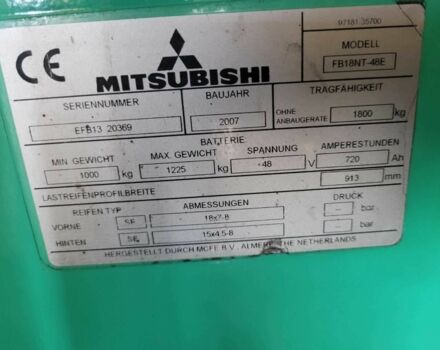 97181 35700
CE
MITSUBISHI
MODELL
FB18NT-48E
SERIENNUMMER BAUJAHR TRAGFÄHIGKEIT
EFB13 20369 2007 OHNE ANBAUGERÄTE 1800 kg
BATTERIE
MIN. GEWICHT MAX. GEWICHT SPANNUNG AMPERESTUNDEN
1000 kg 1225 kg 48 V 720 Ah
LASTREIFENPROFILBREITE 913 mm
REIFEN TYP ABMESSUNGEN DRUCK
VORNE SE 18x7-8 – bar
HINTEN SE 15x4.5-8 – bar
HERGESTELLT DURCH MCFE B.V., ALMERE, THE NETHERLANDS